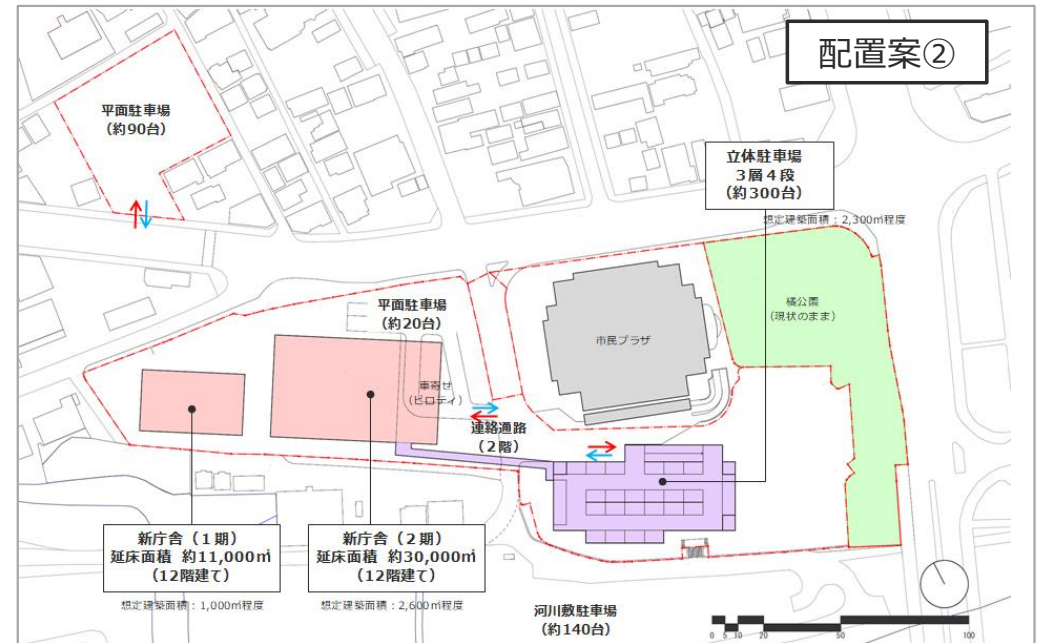 配置案②
平面駐車場
（約90台）
立体駐車場
３層４段
（約300台）
想定建築面積：2,300㎡程度
橘公園
（現状のまま）
平面駐車場
（約20台）
市民プラザ
車寄せ
（ピロティ）
連絡通路
（２階）
新庁舎（１期）
延床面積 約11,000㎡
（12階建て）
想定建築面積：1,000㎡程度
新庁舎（２期）
延床面積 約30,000㎡
（12階建て）
想定建築面積：2,600㎡程度
河川敷駐車場
（約140台）
0 5 10 20 50 100